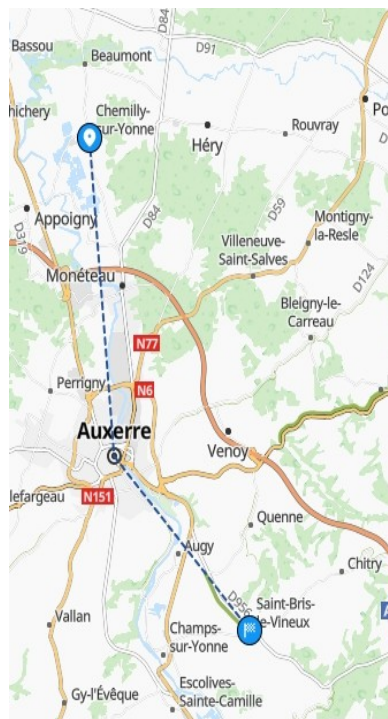 Bassou
D84
D91
Beaumont
hichery
Chemilly-
sur-Yonne
Po
Héry
Rouvray
Appoigny
D319
D84
D59
Montigny-
la-Resle
Villeneuve-
Saint-Salves
D124
Monéteau
Bleigny-le-
Carreau
N77
Perrigny
N6
Auxerre
Venoy
lefargeau
N151
Quenne
Augy
Chitry
D956
Saint-Bris-
le-Vineux
A
Vallan
Champs-
sur-Yonne
Escolives-
Sainte-Camille
Gy-l'Évêque